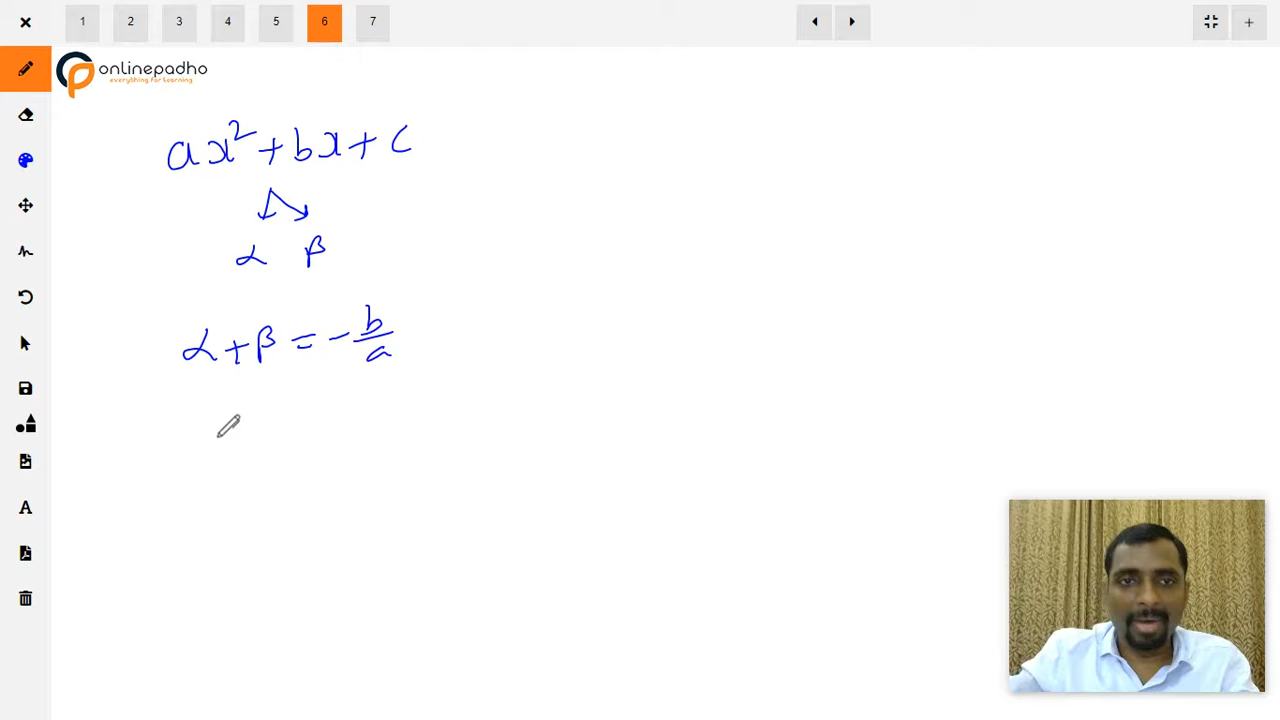 1 2 3 4 5 6 7
onlinepadho
everything for learning
ax² + bx + c
α β
α + β = - b/a
A